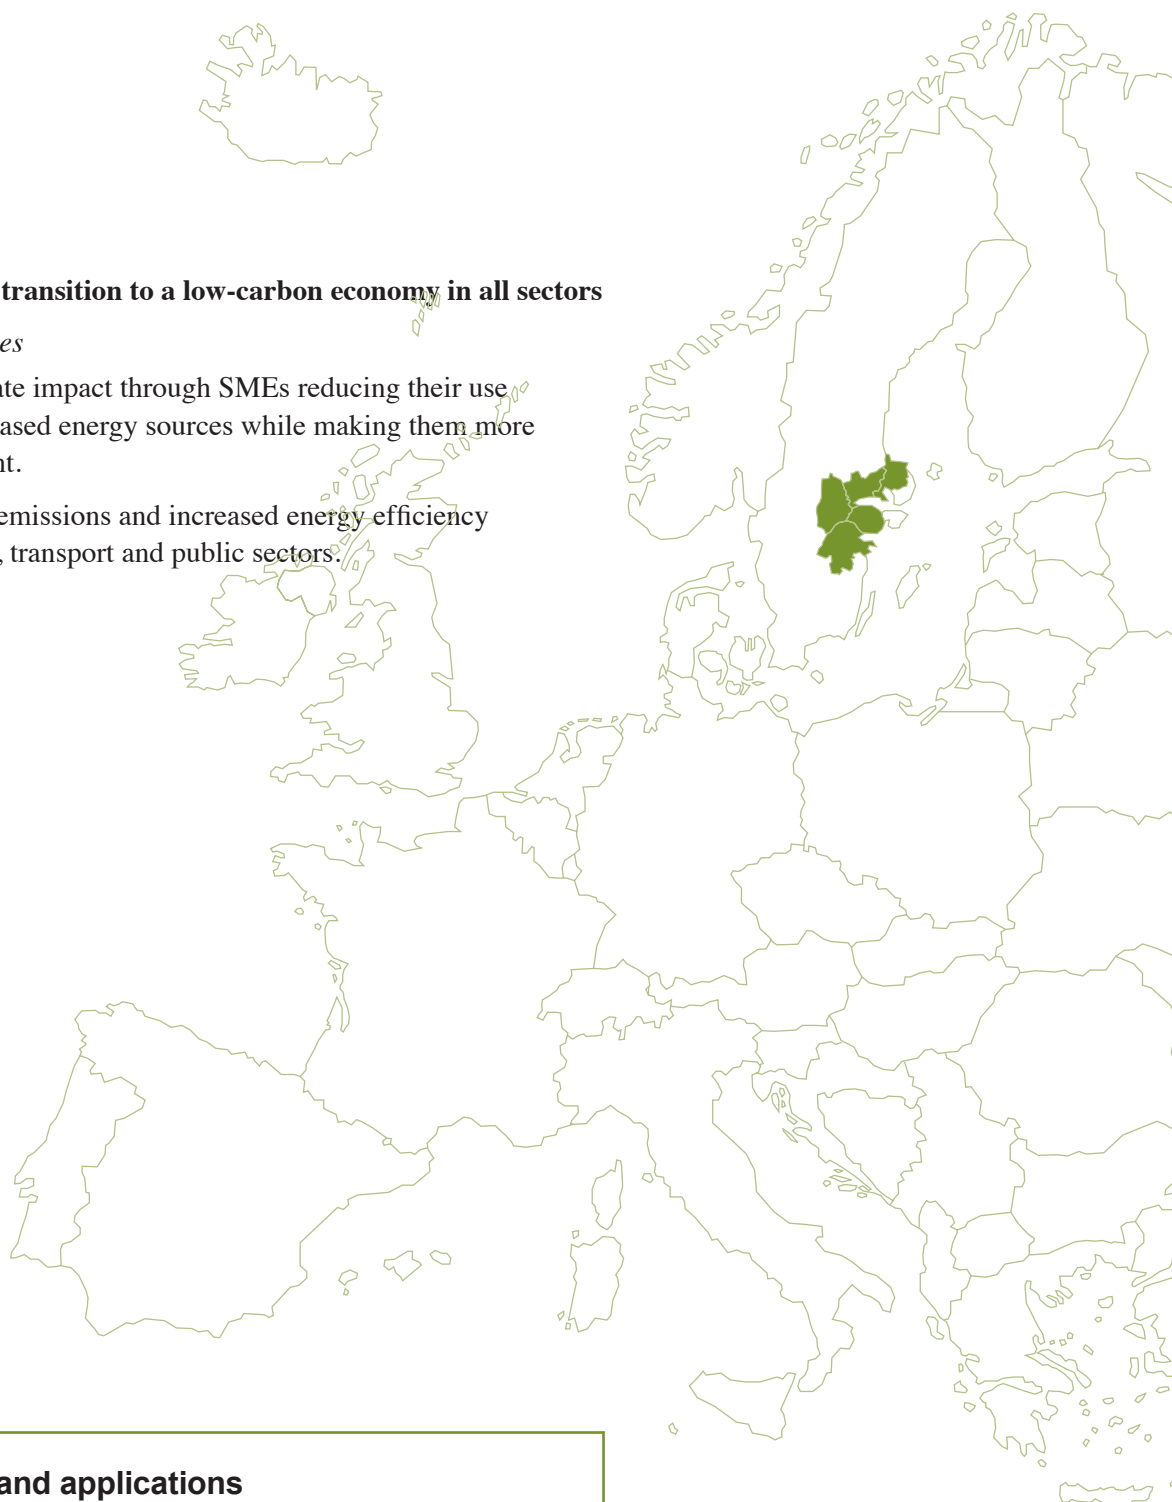 transition to a low-carbon economy in all sectors
es
ate impact through SMEs reducing their use
ased energy sources while making them more
nt.
emissions and increased energy efficiency
, transport and public sectors.
and applications